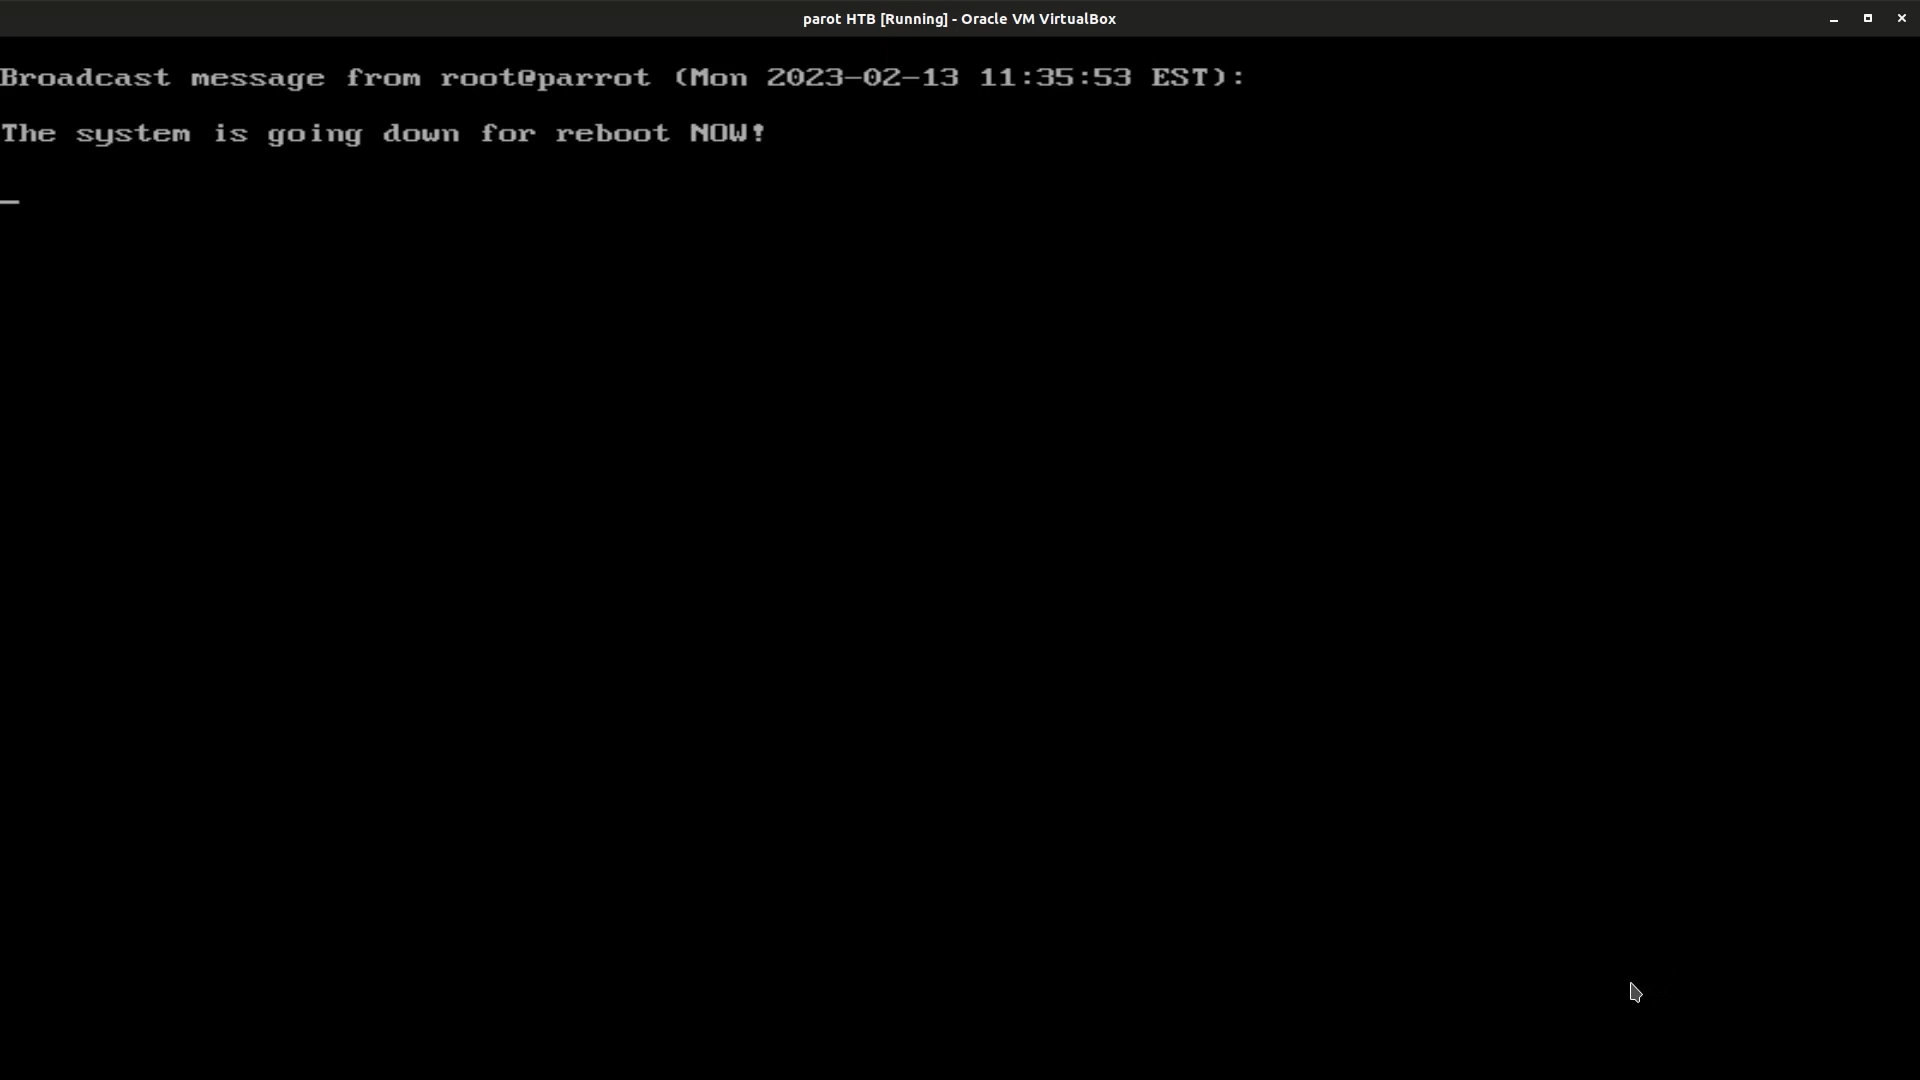 parot HTB [Running] - Oracle VM VirtualBox
Broadcast message from root@parrot (Mon 2023-02-13 11:35:53 EST):
The system is going down for reboot NOW!